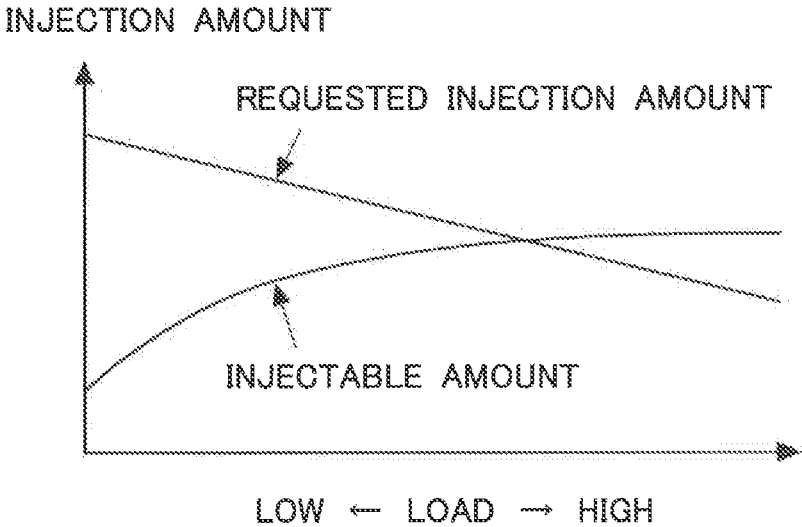 INJECTION AMOUNT
REQUESTED INJECTION AMOUNT
INJECTABLE AMOUNT
LOW ← LOAD → HIGH